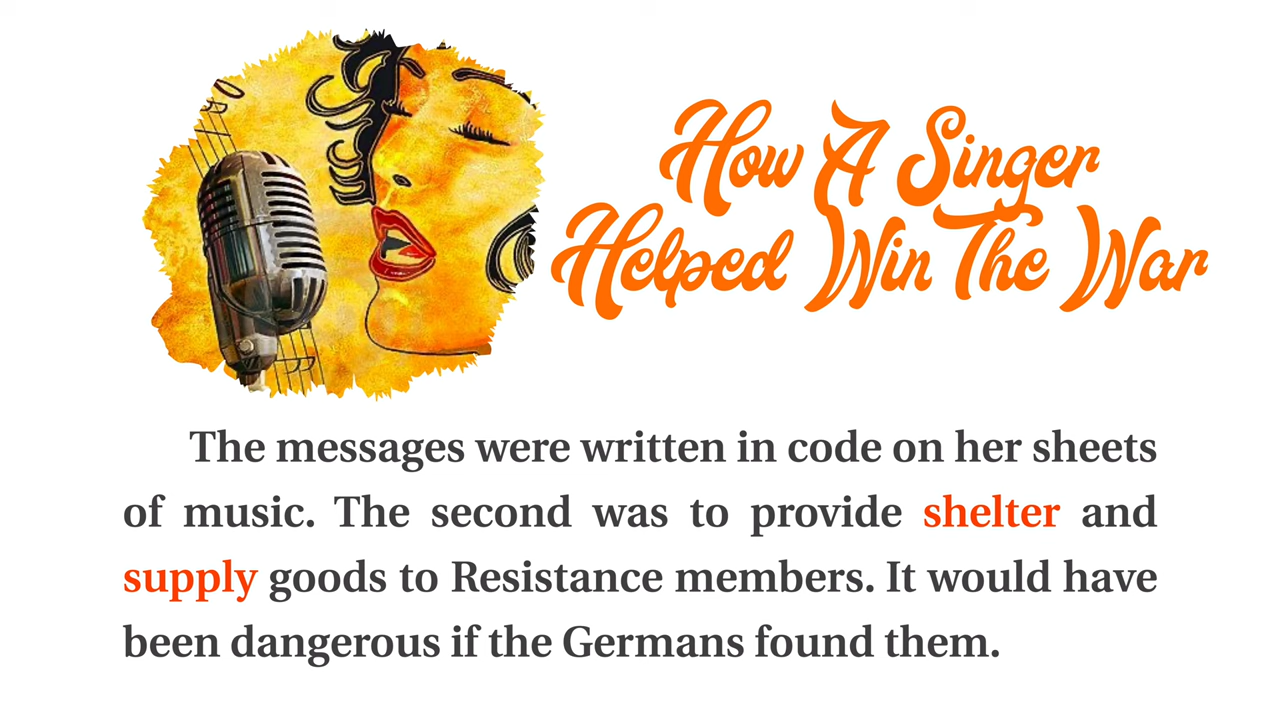 How A Singer
Helped Win The War
The messages were written in code on her sheets
of music. The second was to provide shelter and
supply goods to Resistance members. It would have
been dangerous if the Germans found them.